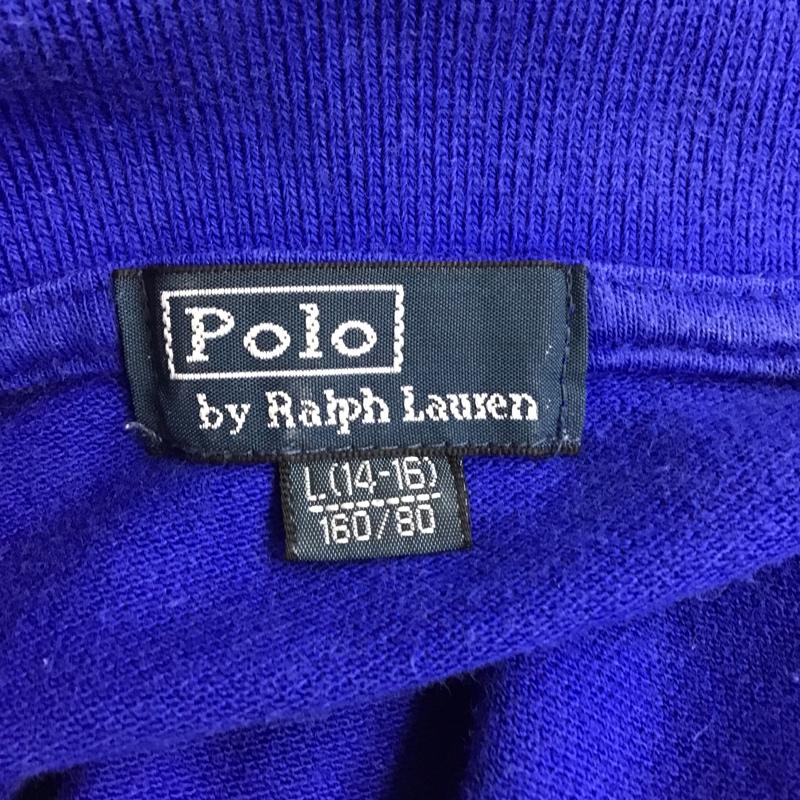 Polo
by Ralph Lauren
L(14-16)
160/80